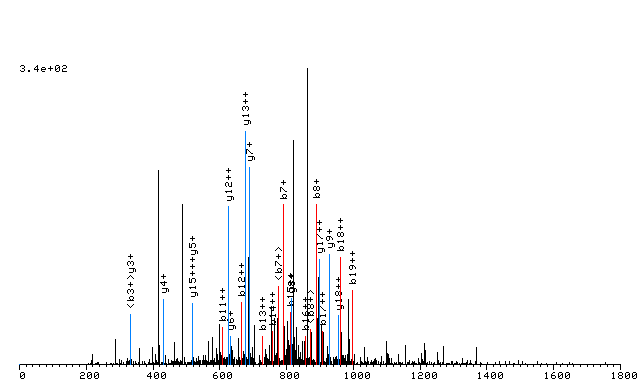 3.4e+02
y13++
y7+
y12++
b7+
b8+
<b3+>y3+
y4+
y15+++y5+
b11++
y6+
b12++
b13++
b14++
<b7+>
b16++
<b8+>
y17++
b17++
y9+
y18++
b18++
b19++
0 200 400 600 800 1000 1200 1400 1600 1800